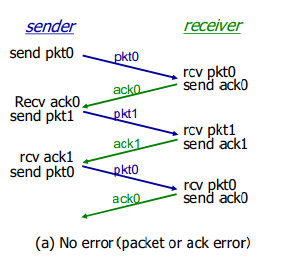 sender receiver
send pkt0
pkt0
rcv pkt0
send ack0
ack0
Recv ack0
send pkt1
pkt1
rcv pkt1
send ack1
ack1
rcv ack1
send pkt0
pkt0
rcv pkt0
send ack0
ack0
(a) No error(packet or ack error)